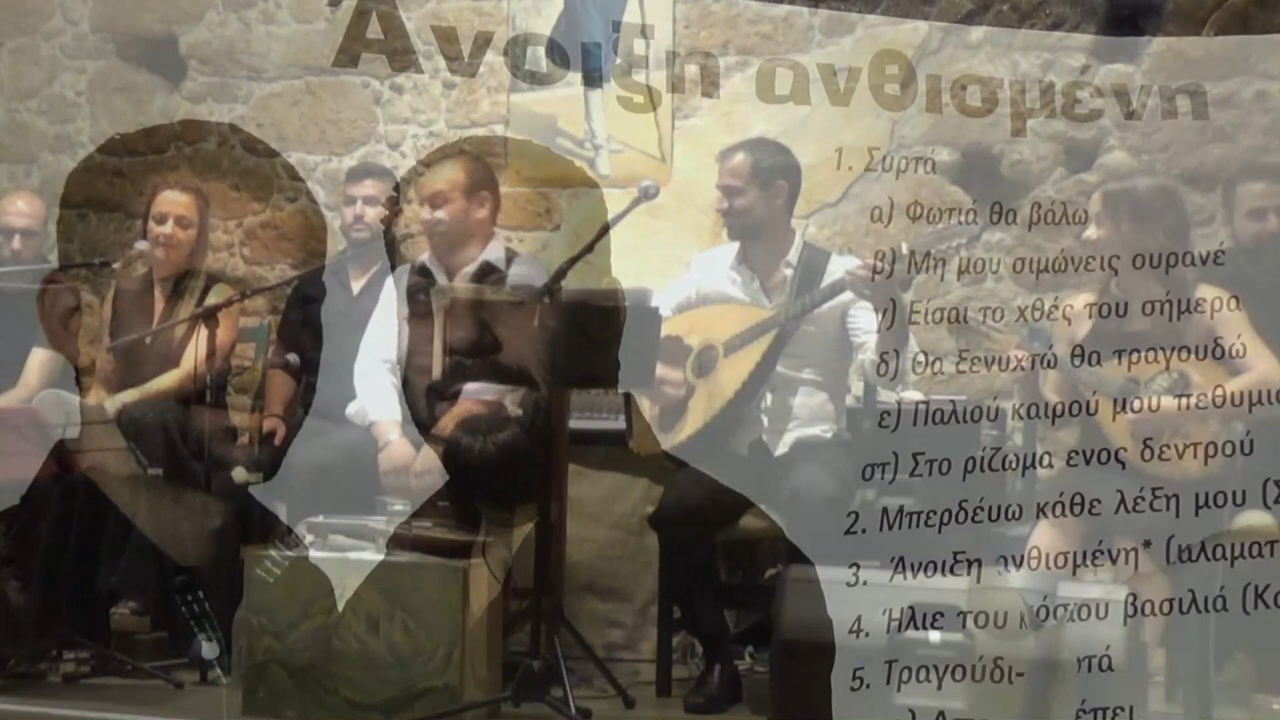 Άνοιξη ανθισμένη
1. Συρτά
α) Φωτιά θα βάλω
β) Μη μου σιμώνεις ουρανέ
γ) Είσαι το χθές του σήμερα
δ) Θα ξενυχτώ θα τραγουδώ
ε) Παλιού καιρού μου
στ) Στο ρίζωμα ενος δεντρού
2. Μπερδέυω κάθε λέξη μου
3. Άνοιξη ανθισμένη*
4. Ήλιε του κόσμου βασιλιά
5. Τραγούδι-